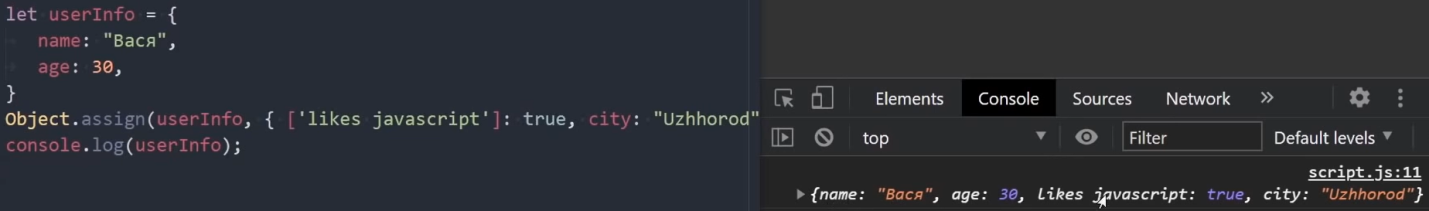 let userInfo = {
name: "Вася",
age: 30,
}
Object.assign(userInfo, { ['likes javascript']: true, city: "Uzhhorod"
console.log(userInfo);
Elements Console Sources Network »
top Filter Default levels ▼
script.js:11
{name: "Вася", age: 30, likes javascript: true, city: "Uzhhorod"}